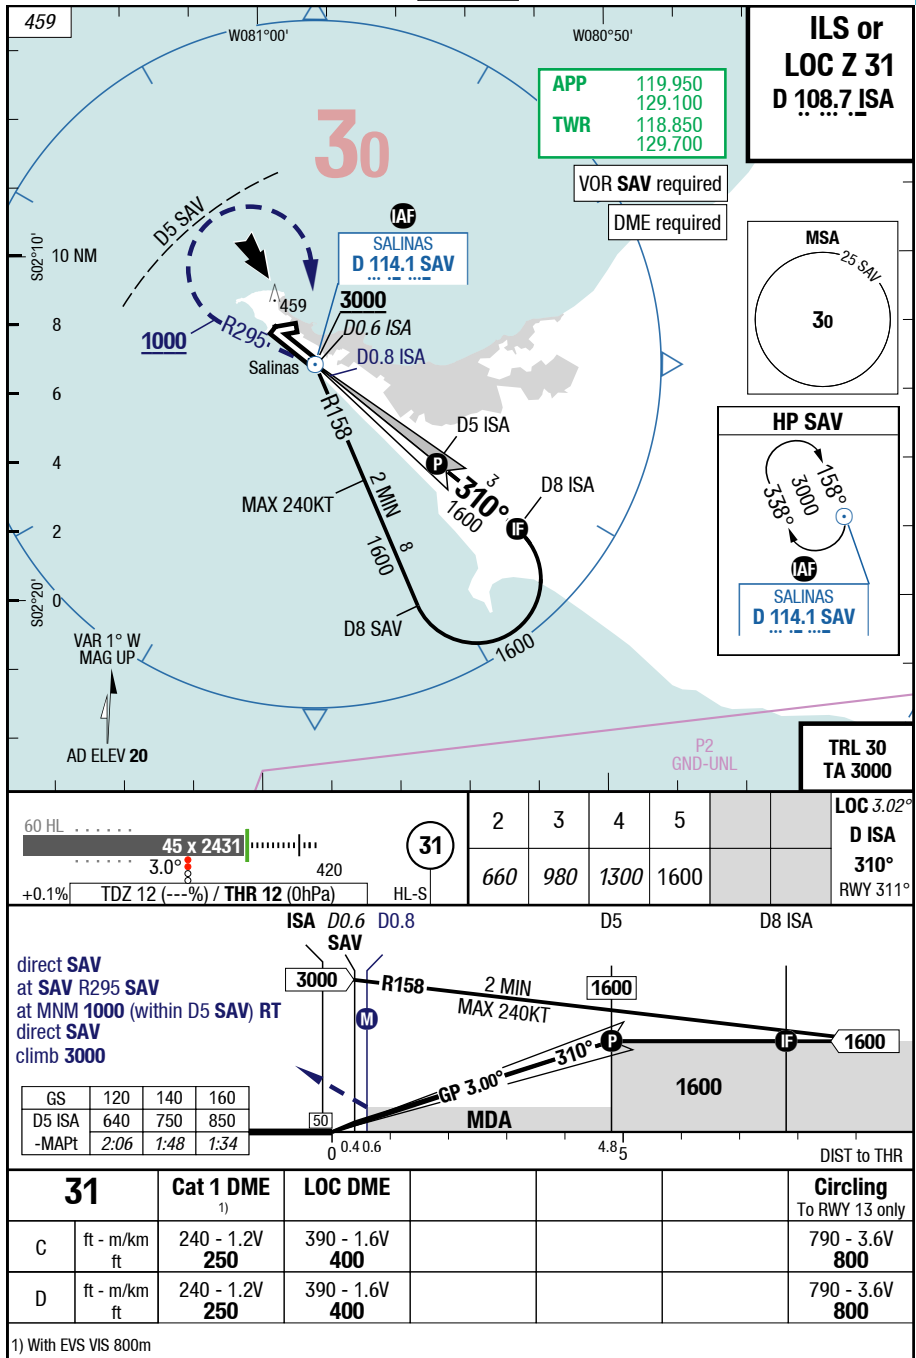 459
W081°00'
W080°50'
ILS or
LOC Z 31
D 108.7 ISA
APP 119.950
129.100
TWR 118.850
129.700
VOR SAV required
DME required
30
D5 SAV
IAF
SALINAS
D 114.1 SAV
MSA
25 SAV
30
S02°10'
10 NM
8
6
4
2
0
S02°20'
459
3000
D0.6 ISA
D0.8 ISA
1000
R295
Salinas
R158
2 MIN
8
1600
MAX 240KT
D8 SAV
1600
D5 ISA
P
3
310°
1600
D8 ISA
IF
HP SAV
158°
3000
338°
IAF
SALINAS
D 114.1 SAV
VAR 1° W
MAG UP
AD ELEV 20
P2
GND-UNL
TRL 30
TA 3000
60 HL
45 x 2431
3.0°
420
+0.1%
TDZ 12 (---%) / THR 12 (0hPa)
HL-S
31
2 3 4 5
660 980 1300 1600
LOC 3.02°
D ISA
310°
RWY 311°
ISA D0.6 D0.8 D5 D8 ISA
SAV
direct SAV
at SAV R295 SAV
at MNM 1000 (within D5 SAV) RT
direct SAV
climb 3000
3000
R158
2 MIN
MAX 240KT
1600
M
P
IF
1600
GP 3.00°
310°
1600
MDA
50
0 0.4 0.6 4.8 5
DIST to THR
GS 120 140 160
D5 ISA 640 750 850
-MAPt 2:06 1:48 1:34
31 Cat 1 DME LOC DME Circling
1) To RWY 13 only
C ft - m/km 240 - 1.2V 390 - 1.6V 790 - 3.6V
ft 250 400 800
D ft - m/km 240 - 1.2V 390 - 1.6V 790 - 3.6V
ft 250 400 800
1) With EVS VIS 800m